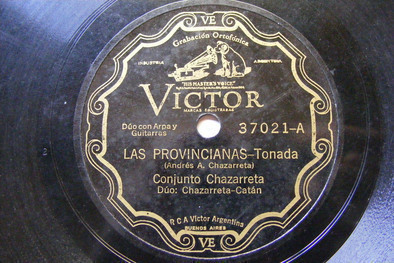 VE
Grabación Ortofónica
INDUSTRIA ARGENTINA
"HIS MASTER'S VOICE"
VICTOR
MARCAS REGISTRADAS
Dúo con Arpa y
Guitarras
37021-A
LAS PROVINCIANAS-Tonada
(Andrés A. Chazarreta)
Conjunto Chazarreta
Dúo: Chazarreta-Catán
R C A Victor Argentina
BUENOS AIRES
VE